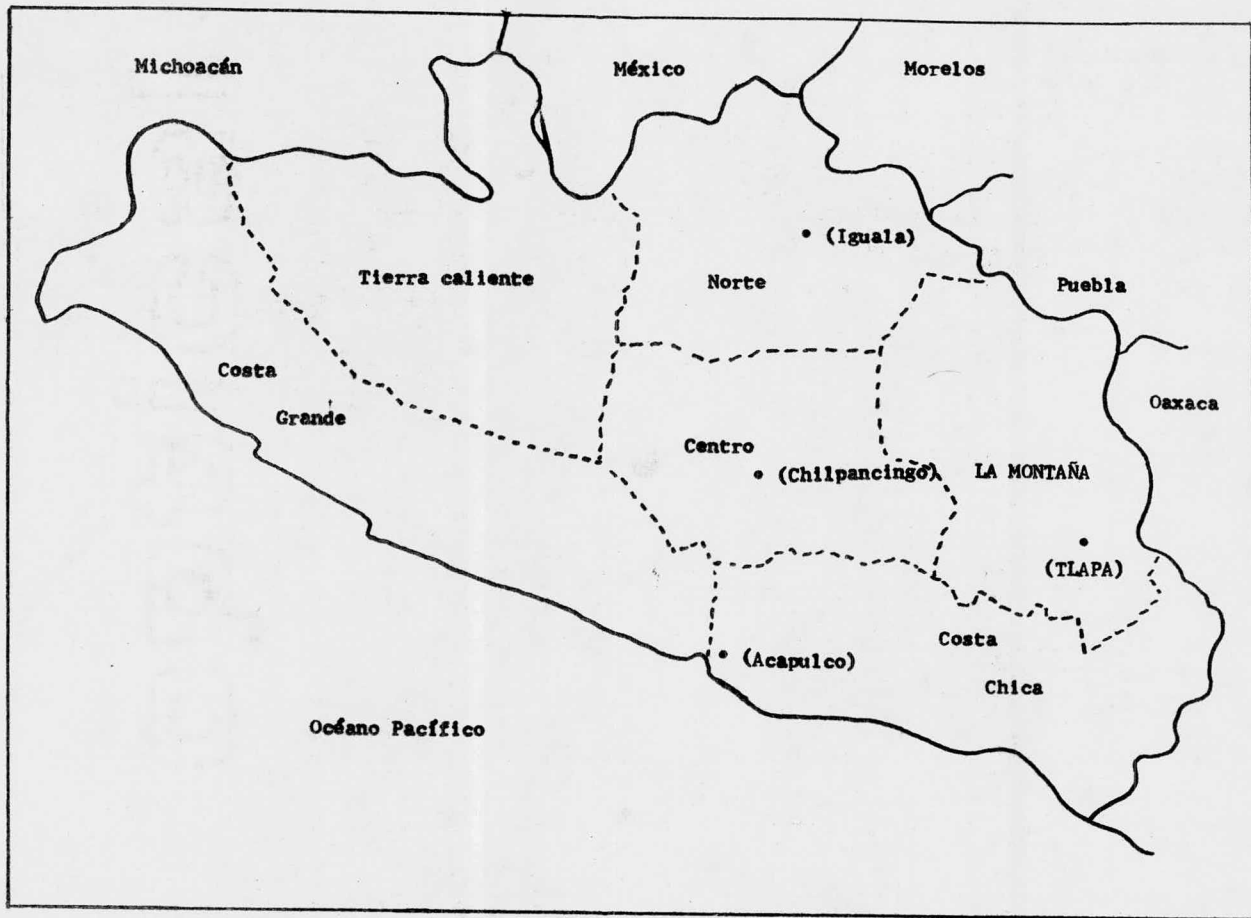 Michoacán
México
Morelos
(Iguala)
Tierra caliente
Norte
Puebla
Costa
Grande
Oaxaca
Centro
(Chilpancingo)
LA MONTAÑA
(TLAPA)
Costa
(Acapulco)
Chica
Océano Pacífico